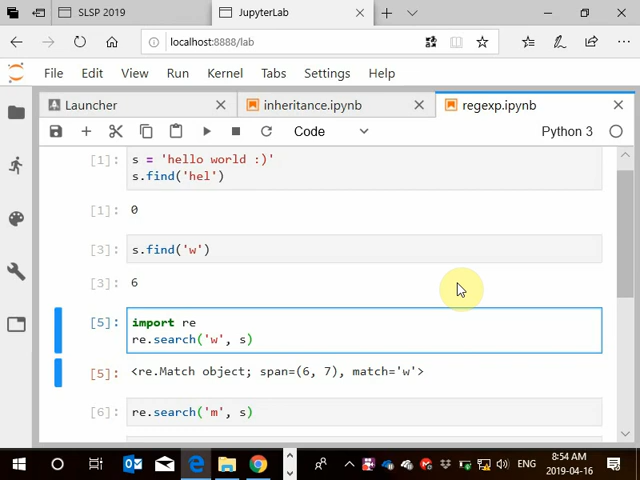 SLSP 2019
JupyterLab
localhost:8888/lab
File Edit View Run Kernel Tabs Settings Help
Launcher
inheritance.ipynb
regexp.ipynb
Code
Python 3
[1]: s = 'hello world :)'
s.find('hel')
[1]: 0
[3]: s.find('w')
[3]: 6
[5]: import re
re.search('w', s)
[5]: <re.Match object; span=(6, 7), match='w'>
[6]: re.search('m', s)
ENG
8:54 AM
2019-04-16